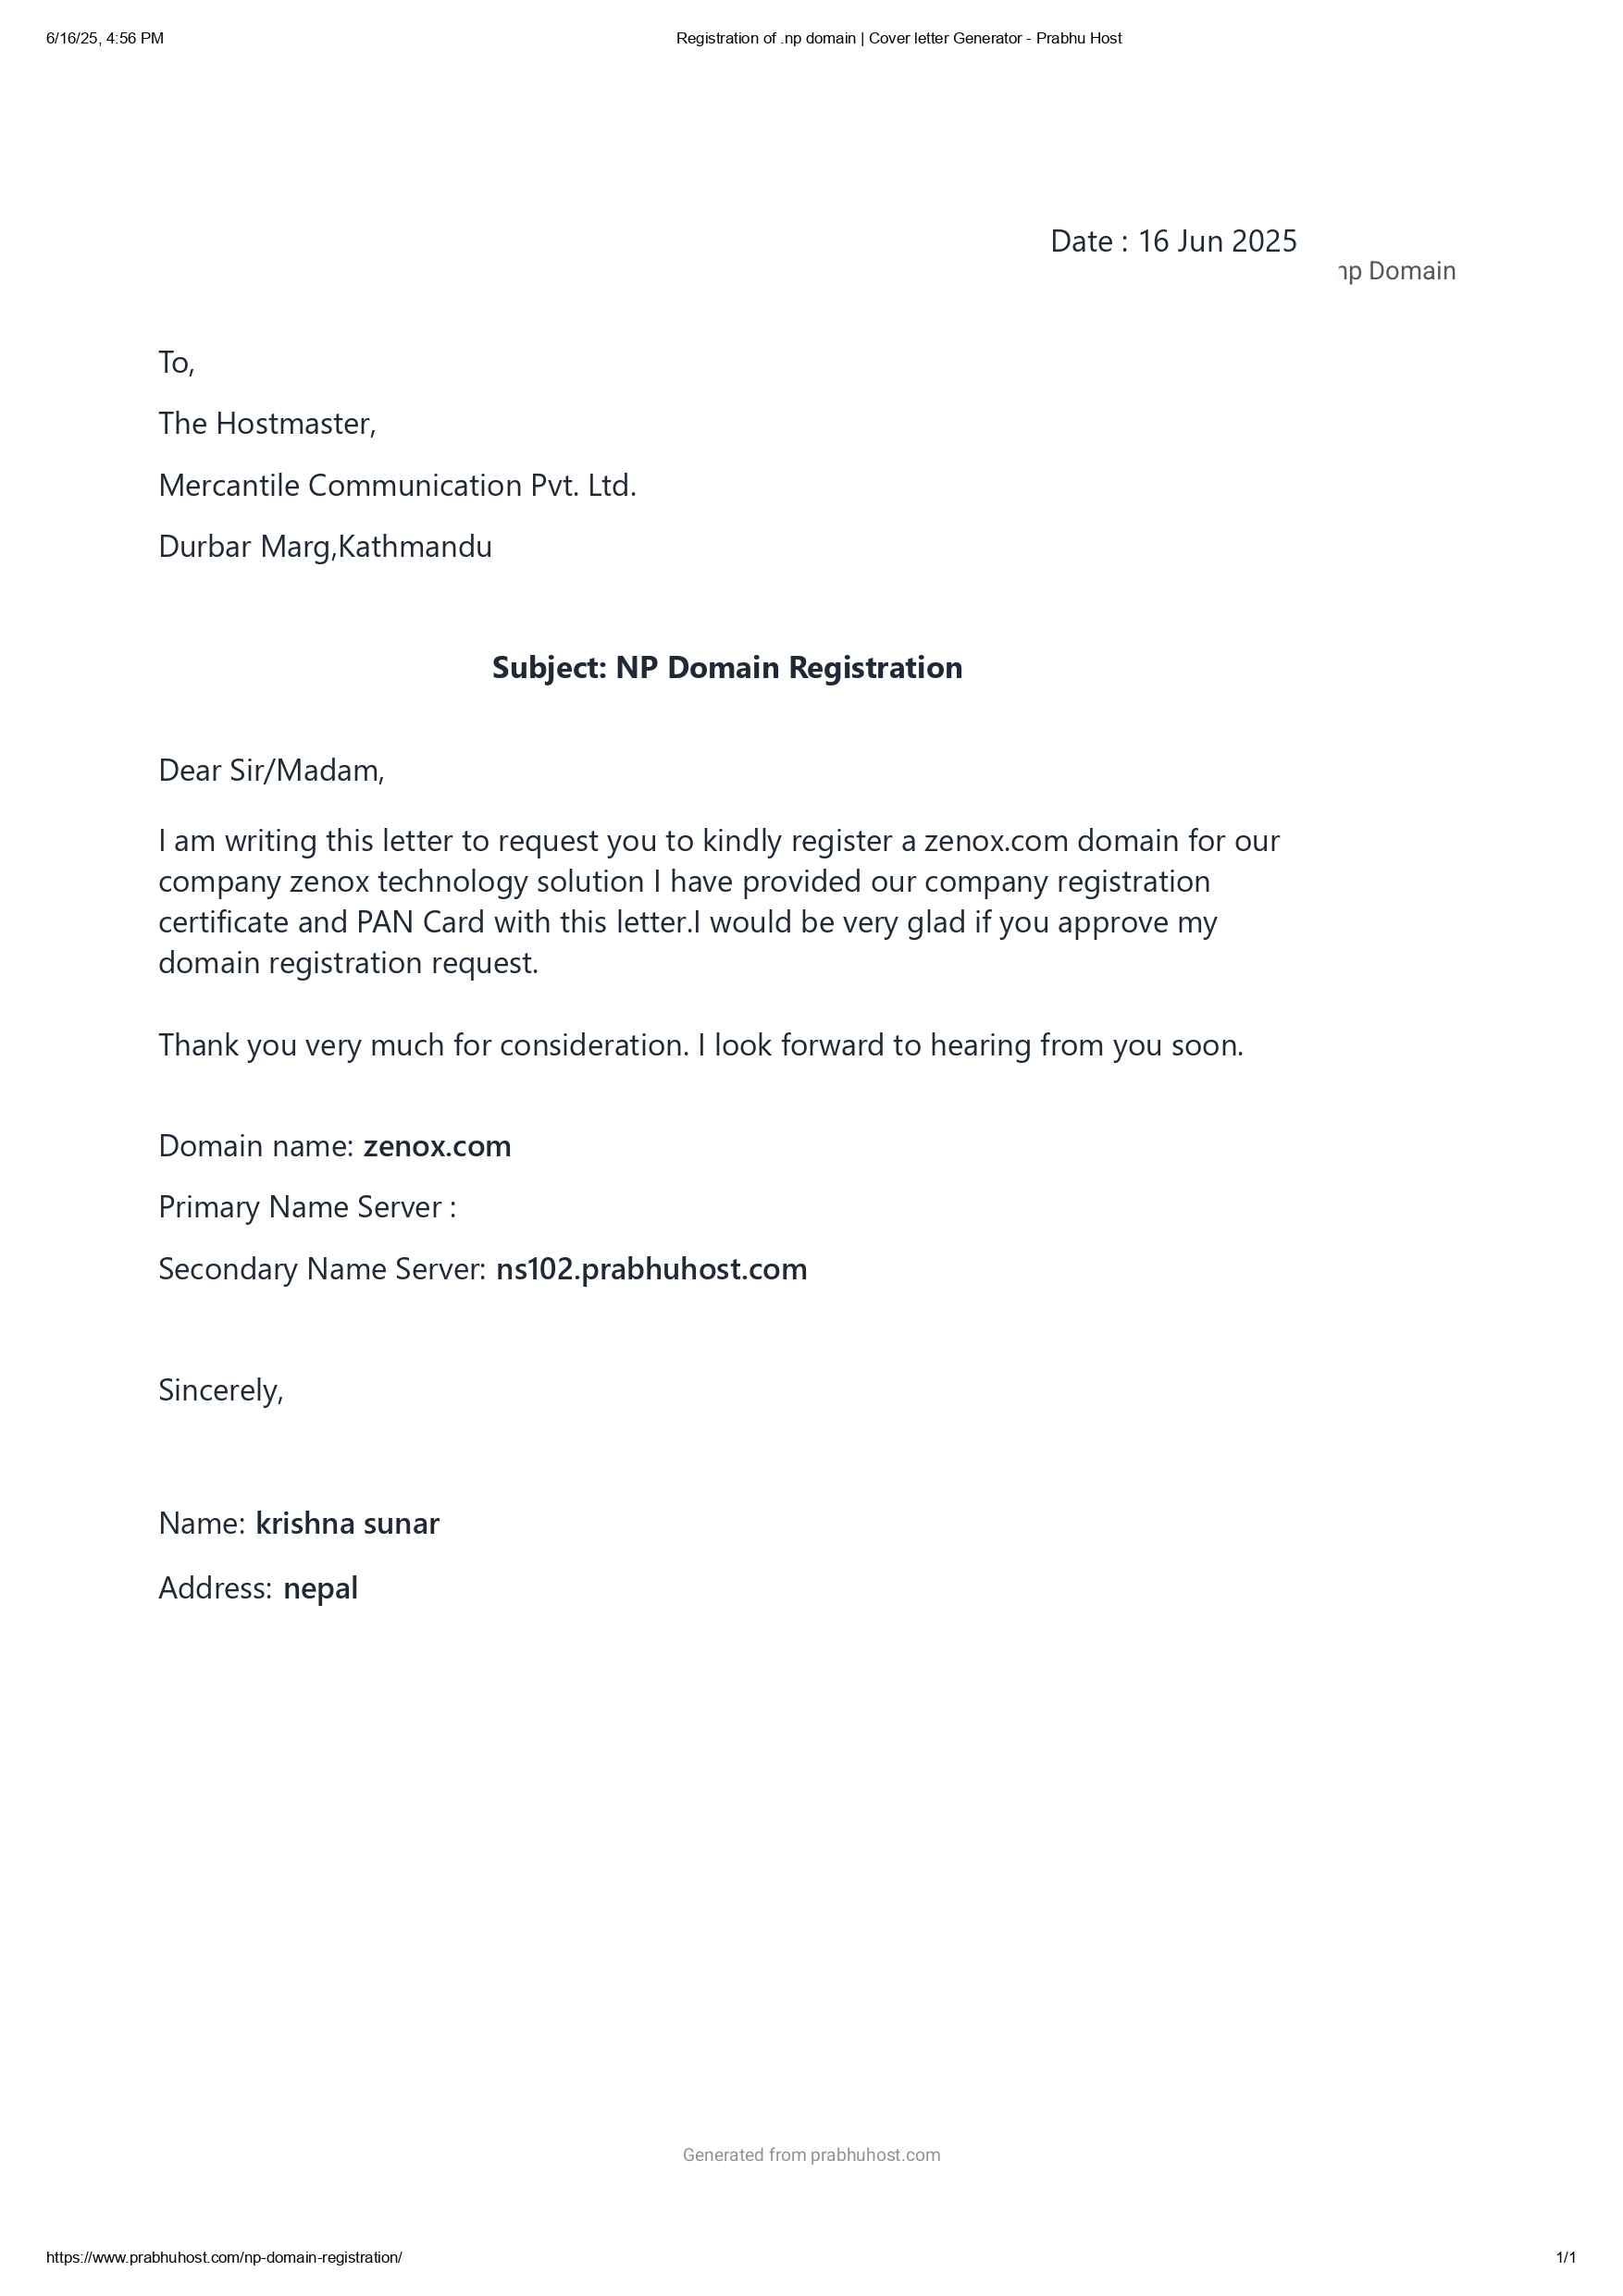 6/16/25, 4:56 PM Registration of .np domain | Cover letter Generator - Prabhu Host
Date : 16 Jun 2025
np Domain
To,
The Hostmaster,
Mercantile Communication Pvt. Ltd.
Durbar Marg,Kathmandu
Subject: NP Domain Registration
Dear Sir/Madam,
I am writing this letter to request you to kindly register a zenox.com domain for our
company zenox technology solution I have provided our company registration
certificate and PAN Card with this letter.I would be very glad if you approve my
domain registration request.
Thank you very much for consideration. I look forward to hearing from you soon.
Domain name: zenox.com
Primary Name Server :
Secondary Name Server: ns102.prabhuhost.com
Sincerely,
Name: krishna sunar
Address: nepal
Generated from prabhuhost.com
https://www.prabhuhost.com/np-domain-registration/ 1/1